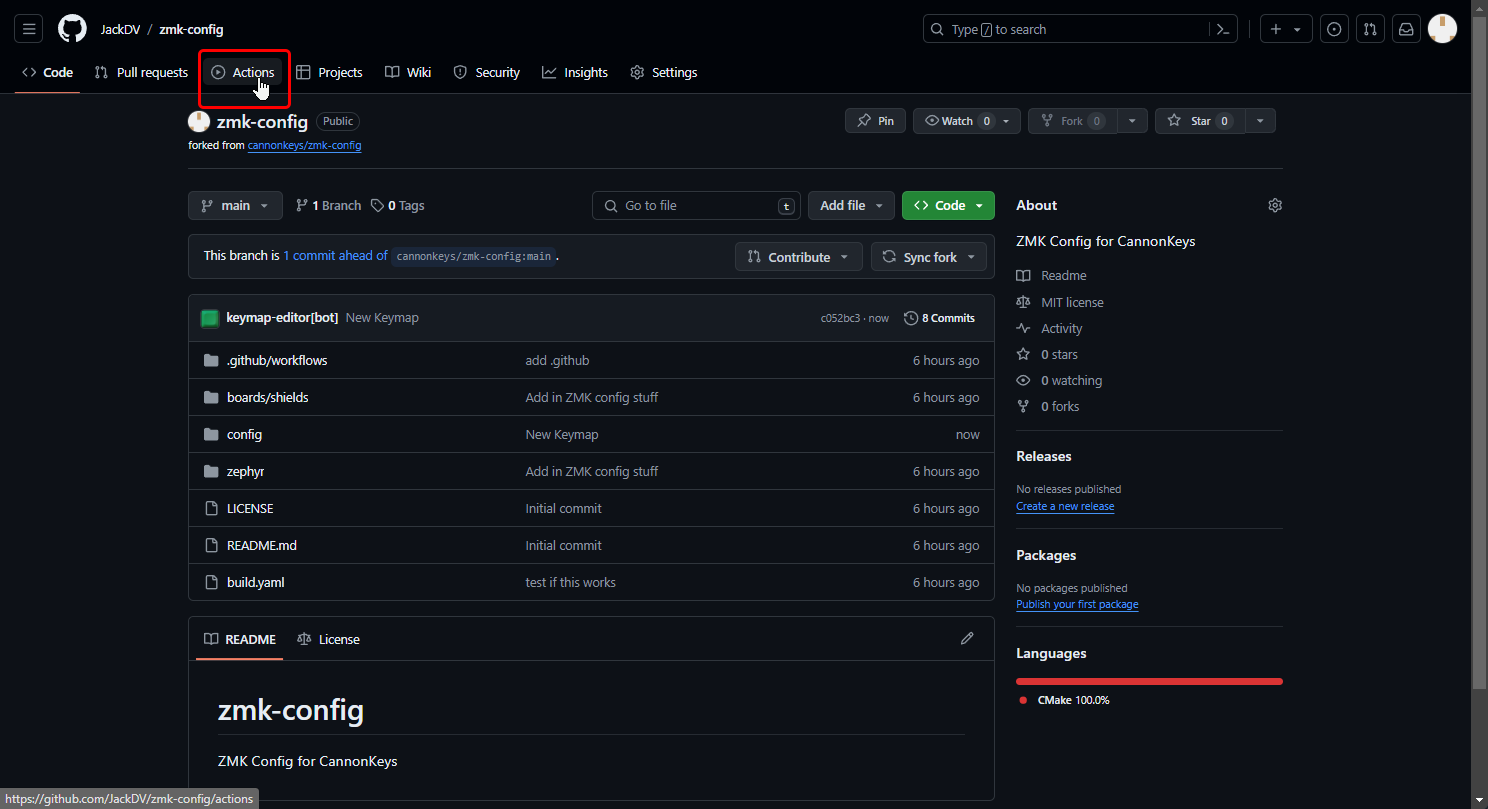 JackDV / zmk-config
Type / to search
Code Pull requests Actions Projects Wiki Security Insights Settings
zmk-config Public
Pin Watch 0 Fork 0 Star 0
forked from cannonkeys/zmk-config
main 1 Branch 0 Tags Go to file t Add file Code
About
ZMK Config for CannonKeys
This branch is 1 commit ahead of cannonkeys/zmk-config:main . Contribute Sync fork
Readme
MIT license
Activity
0 stars
0 watching
0 forks
keymap-editor[bot] New Keymap c052bc3 · now 8 Commits
.github/workflows add .github 6 hours ago
boards/shields Add in ZMK config stuff 6 hours ago
config New Keymap now
zephyr Add in ZMK config stuff 6 hours ago
LICENSE Initial commit 6 hours ago
README.md Initial commit 6 hours ago
build.yaml test if this works 6 hours ago
Releases
No releases published
Create a new release
Packages
No packages published
Publish your first package
Languages
CMake 100.0%
README License
zmk-config
ZMK Config for CannonKeys
https://github.com/JackDV/zmk-config/actions